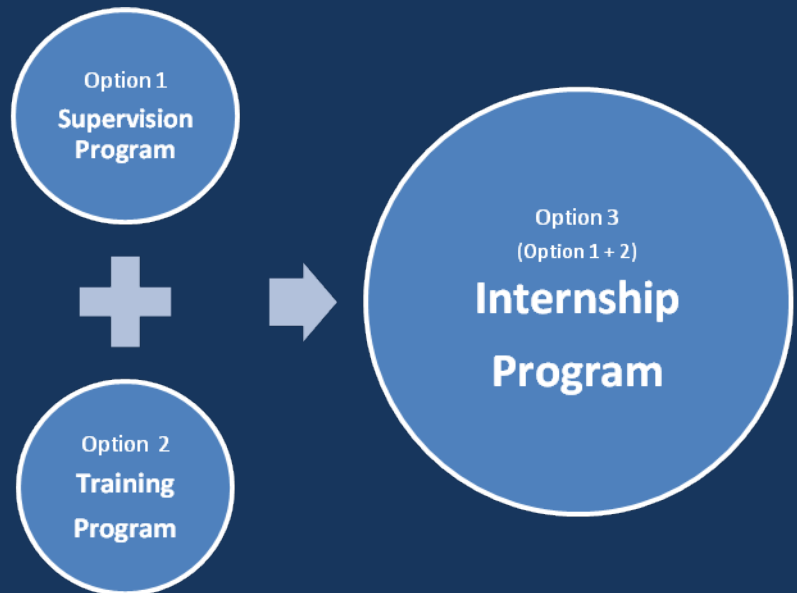 Option 1
Supervision
Program
Option 2
Training
Program
Option 3
(Option 1 + 2)
Internship
Program